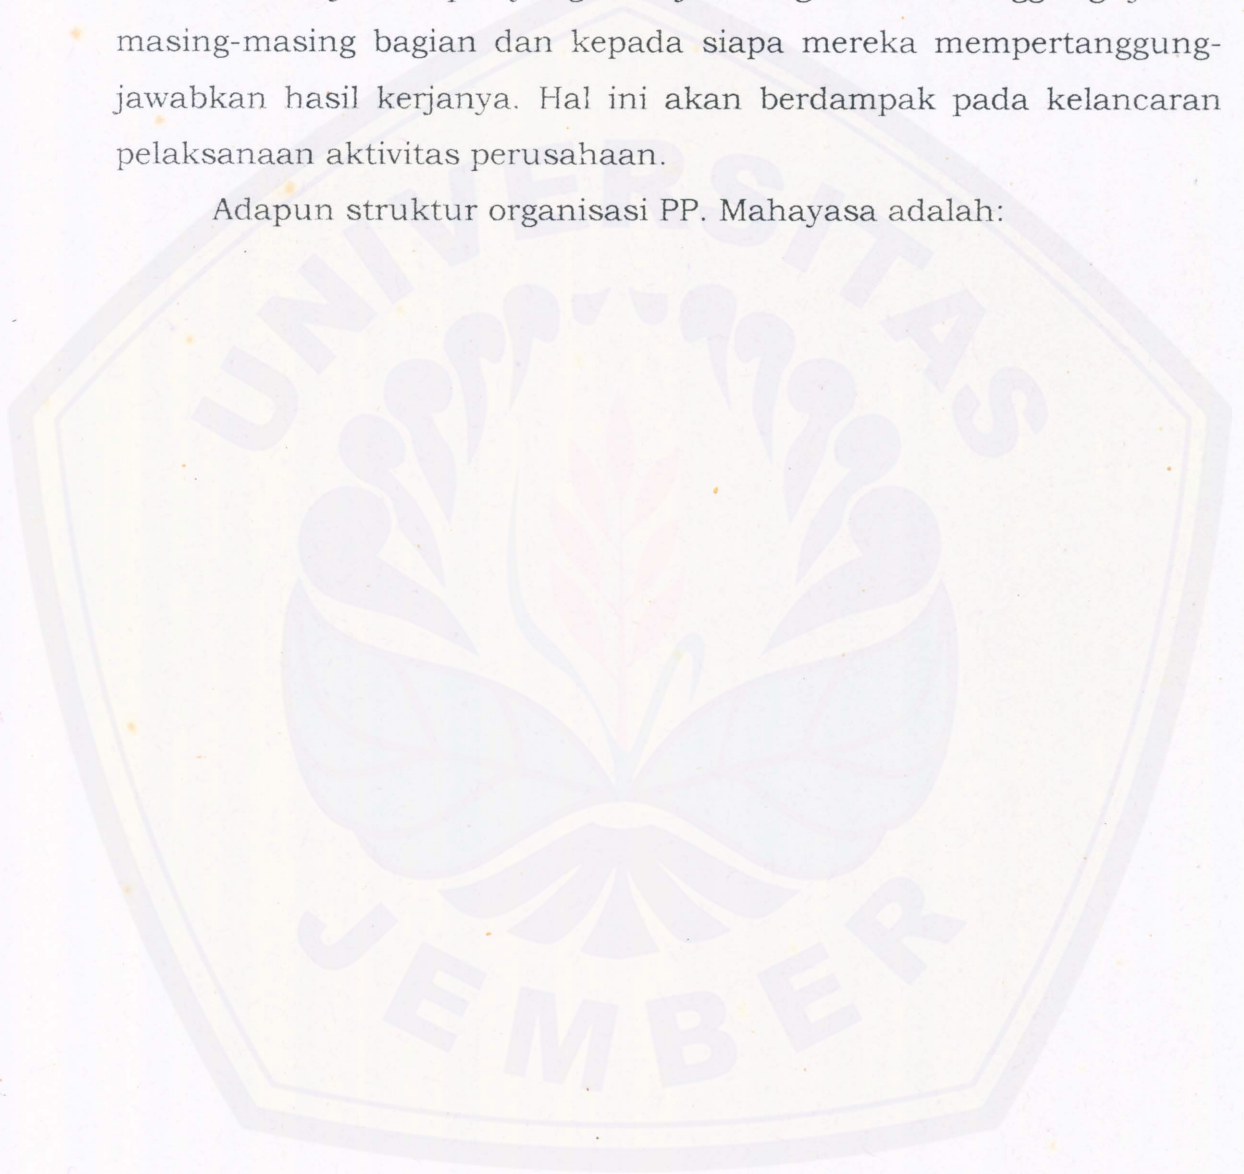 masing-masing bagian dan kepada siapa mereka mempertanggung-
jawabkan hasil kerjanya. Hal ini akan berdampak pada kelancaran
pelaksanaan aktivitas perusahaan.
Adapun struktur organisasi PP. Mahayasa adalah:
UNIVERSITAS
JEMBER